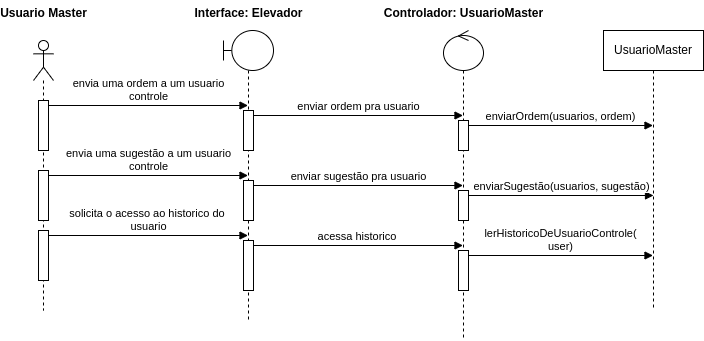 Usuario Master
Interface: Elevador
Controlador: UsuarioMaster
UsuarioMaster
envia uma ordem a um usuario
controle
enviar ordem pra usuario
enviarOrdem(usuarios, ordem)
envia uma sugestão a um usuario
controle
enviar sugestão pra usuario
enviarSugestão(usuarios, sugestão)
solicita o acesso ao historico do
usuario
acessa historico
lerHistoricoDeUsuarioControle(
user)